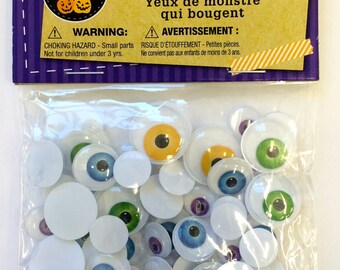 Yeux de monstre
qui bougent
WARNING:
CHOKING HAZARD - Small parts
Not for children under 3 yrs.
AVERTISSEMENT :
RISQUE D'ÉTOUFFEMENT - Petites pièces.
Ne convient pas aux enfants de moins de 3 ans.